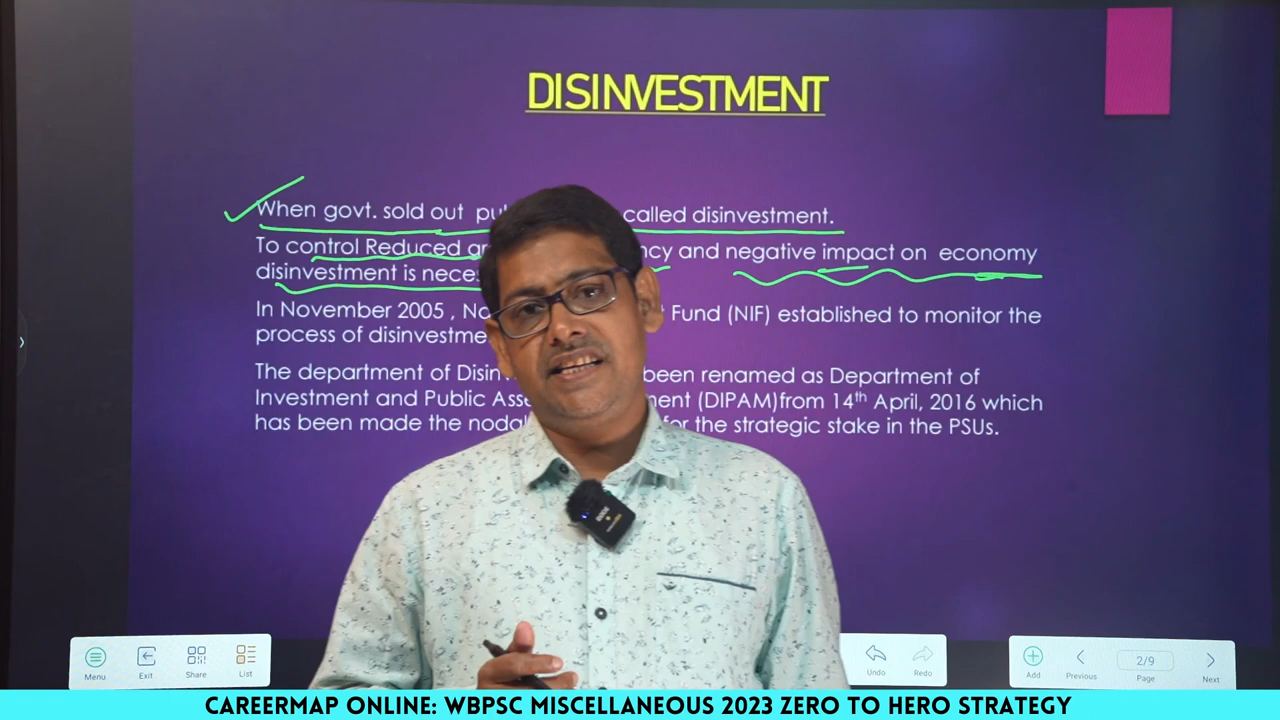 DISINVESTMENT
When govt. sold out called disinvestment.
To control Reduced and negative impact on economy
disinvestment is
In November 2005 , Fund (NIF) established to monitor the
process of
The department of been renamed as Department of
Investment and Public (DIPAM)from 14th April, 2016 which
has been made the for the strategic stake in the PSUs.
Menu
Exit
Share
List
Undo
Redo
Add
Previous
2/9
Page
Next
CAREERMAP ONLINE: WBPSC MISCELLANEOUS 2023 ZERO TO HERO STRATEGY